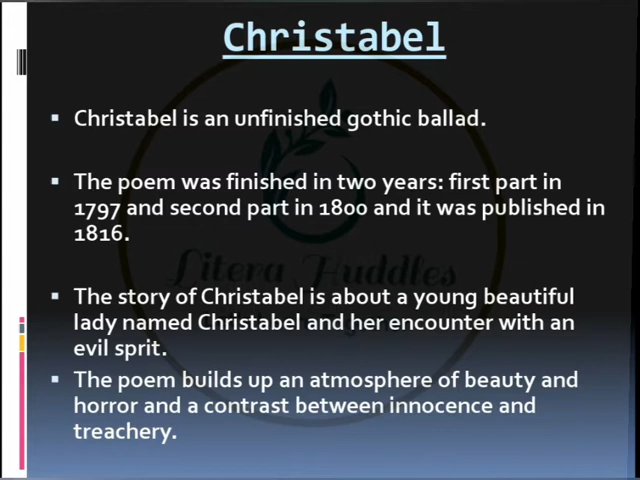 Christabel
Christabel is an unfinished gothic ballad.
The poem was finished in two years: first part in
1797 and second part in 1800 and it was published in
1816.
The story of Christabel is about a young beautiful
lady named Christabel and her encounter with an
evil sprit.
The poem builds up an atmosphere of beauty and
horror and a contrast between innocence and
treachery.
Litera Huddles